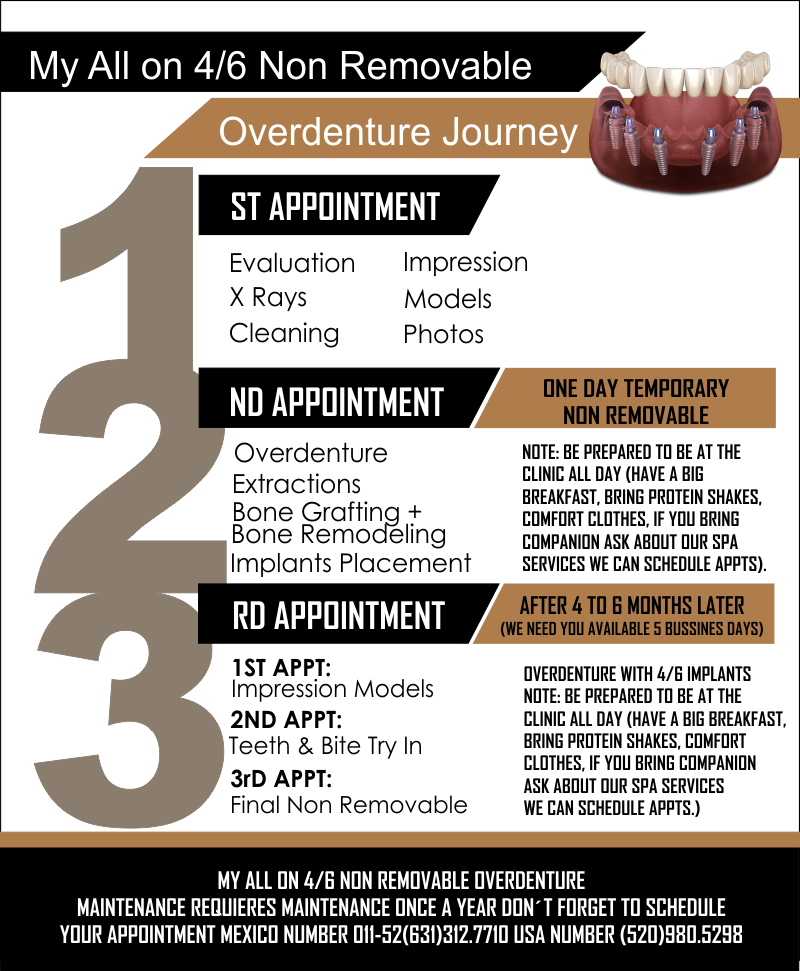 My All on 4/6 Non Removable
Overdenture Journey
1
ST APPOINTMENT
Evaluation
X Rays
Cleaning
Impression
Models
Photos
2
ND APPOINTMENT
Overdenture
Extractions
Bone Grafting +
Bone Remodeling
Implants Placement
ONE DAY TEMPORARY
NON REMOVABLE
NOTE: BE PREPARED TO BE AT THE
CLINIC ALL DAY (HAVE A BIG
BREAKFAST, BRING PROTEIN SHAKES,
COMFORT CLOTHES, IF YOU BRING
COMPANION ASK ABOUT OUR SPA
SERVICES WE CAN SCHEDULE APPTS).
3
RD APPOINTMENT
1ST APPT:
Impression Models
2ND APPT:
Teeth & Bite Try In
3rD APPT:
Final Non Removable
AFTER 4 TO 6 MONTHS LATER
(WE NEED YOU AVAILABLE 5 BUSSINES DAYS)
OVERDENTURE WITH 4/6 IMPLANTS
NOTE: BE PREPARED TO BE AT THE
CLINIC ALL DAY (HAVE A BIG BREAKFAST,
BRING PROTEIN SHAKES, COMFORT
CLOTHES, IF YOU BRING COMPANION
ASK ABOUT OUR SPA SERVICES
WE CAN SCHEDULE APPTS.)
MY ALL ON 4/6 NON REMOVABLE OVERDENTURE
MAINTENANCE REQUIERES MAINTENANCE ONCE A YEAR DON´T FORGET TO SCHEDULE
YOUR APPOINTMENT MEXICO NUMBER 011-52(631)312.7710 USA NUMBER (520)980.5298